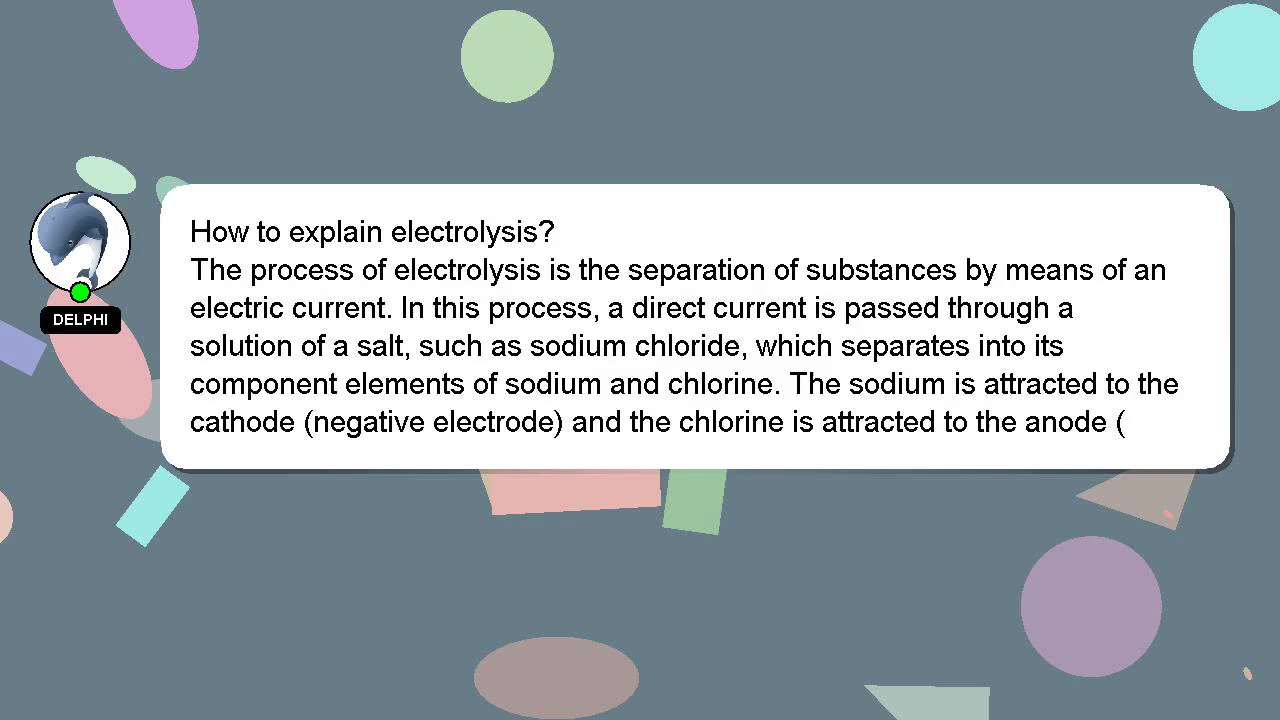 How to explain electrolysis?
The process of electrolysis is the separation of substances by means of an
electric current. In this process, a direct current is passed through a
solution of a salt, such as sodium chloride, which separates into its
component elements of sodium and chlorine. The sodium is attracted to the
cathode (negative electrode) and the chlorine is attracted to the anode (
DELPHI